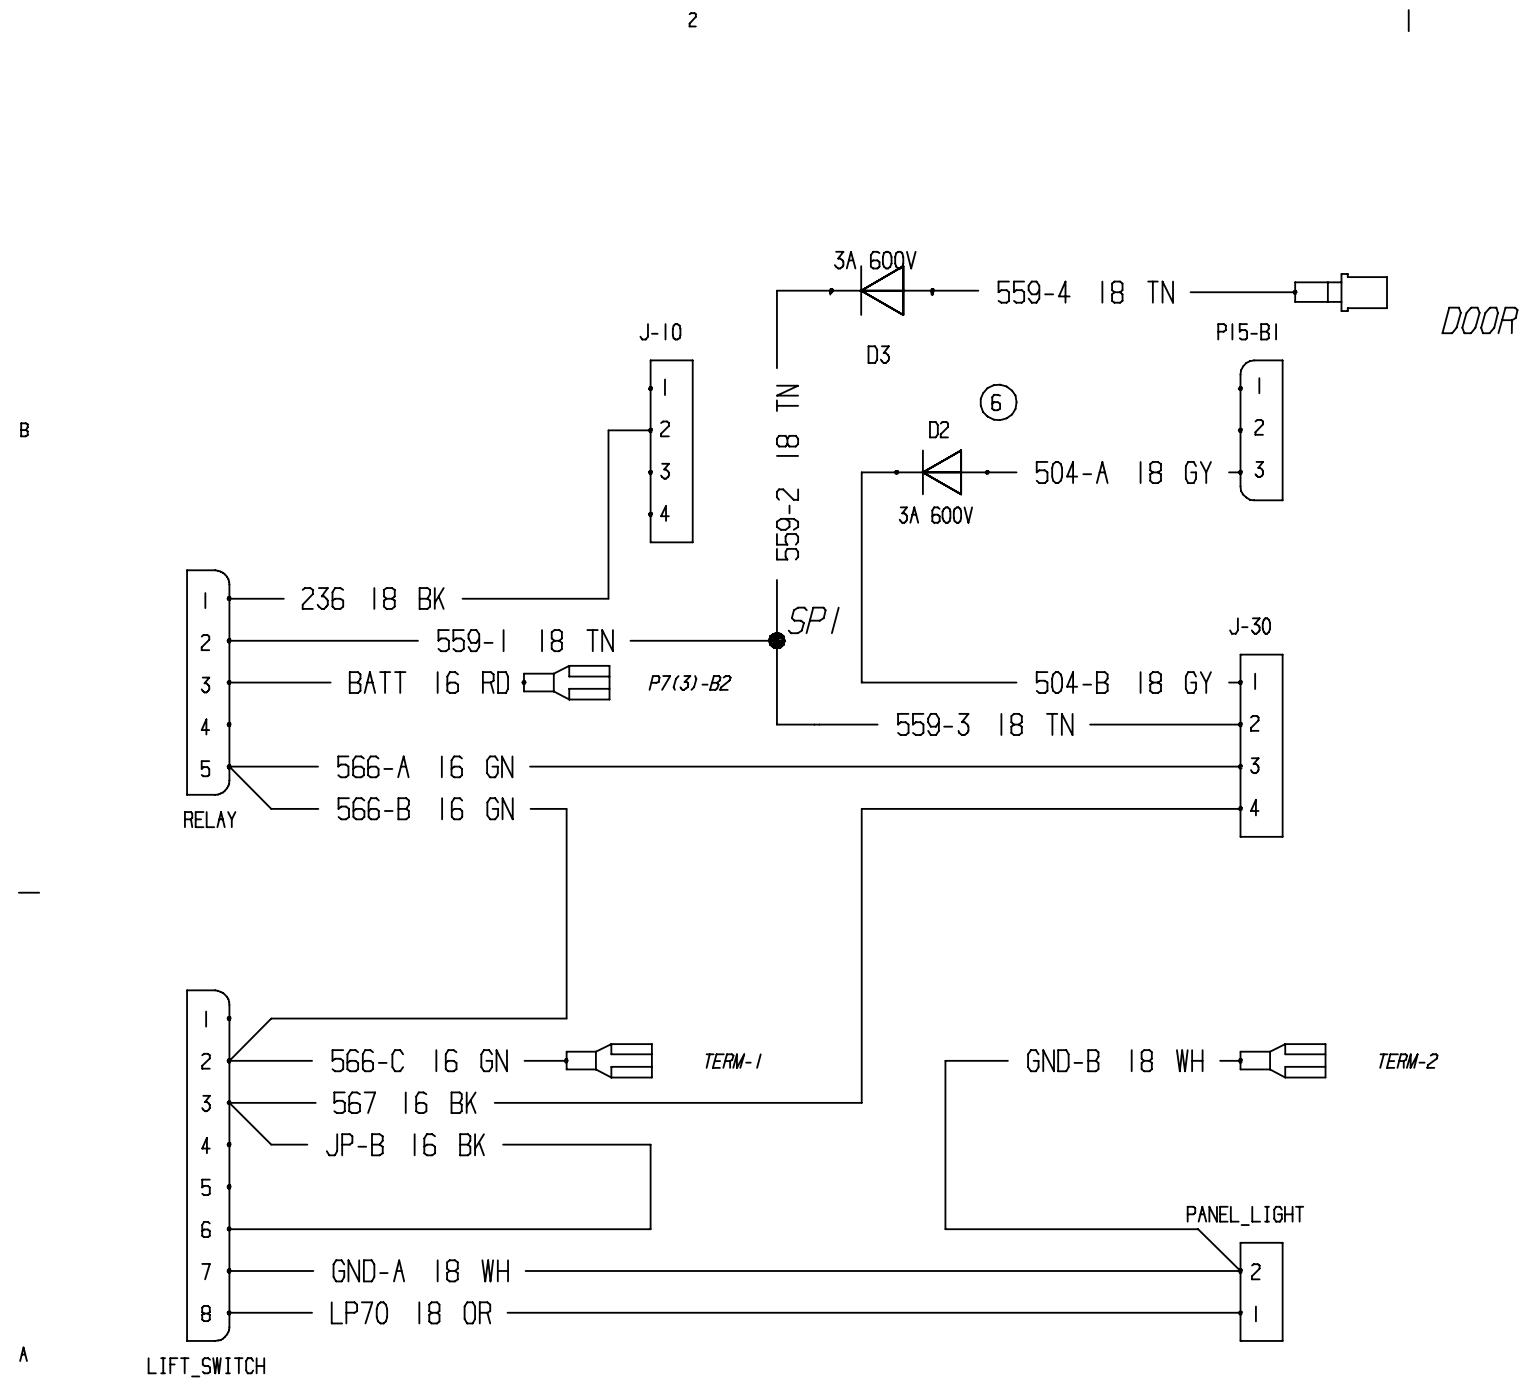 2
3A 600V
559-4 18 TN
DOOR
D3
J-10
P15-B1
1
2
3
4
559-2 18 TN
6
B
D2
504-A 18 GY
3A 600V
1
2
3
1
2
3
4
5
RELAY
236 18 BK
559-1 18 TN
SP1
BATT 16 RD
P7(3)-B2
566-A 16 GN
566-B 16 GN
J-30
504-B 18 GY
559-3 18 TN
1
2
3
4
1
2
3
4
5
6
7
8
LIFT_SWITCH
566-C 16 GN
TERM-1
567 16 BK
JP-B 16 BK
GND-A 18 WH
LP70 18 OR
GND-B 18 WH
TERM-2
PANEL_LIGHT
2
1
A